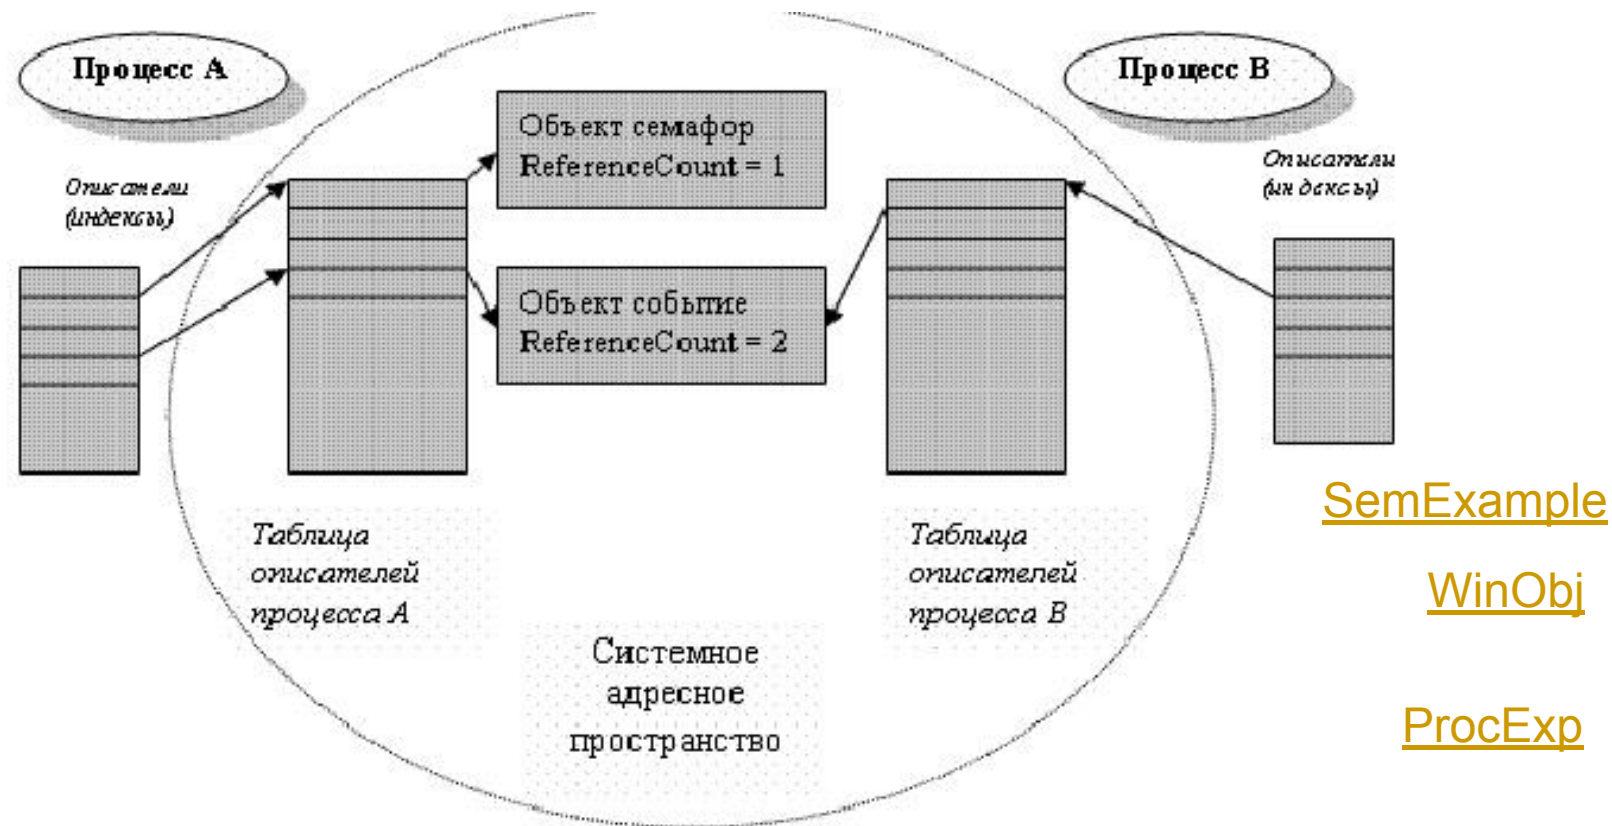 Процесс А
Процесс В
Объект семафор
ReferenceCount = 1
Описатели
(индексы)
Описатели
(индексы)
Объект событие
ReferenceCount = 2
SemExample
Таблица
описателей
процесса А
Таблица
описателей
процесса В
WinObj
Системное
адресное
пространство
ProcExp